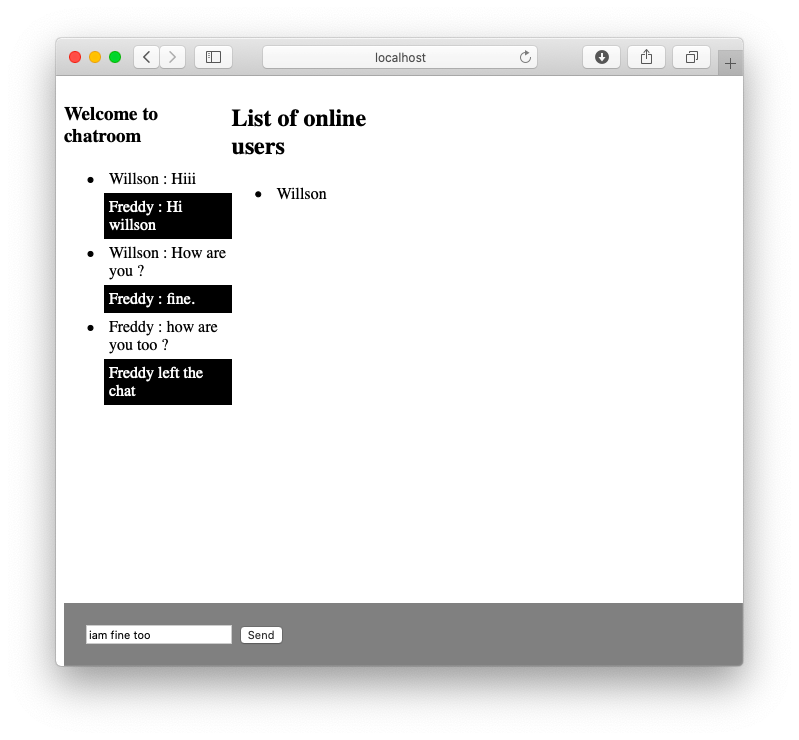 localhost
Welcome to
chatroom
Willson : Hiii
Freddy : Hi
willson
Willson : How are
you ?
Freddy : fine.
Freddy : how are
you too ?
Freddy left the
chat
List of online
users
Willson
iam fine too
Send